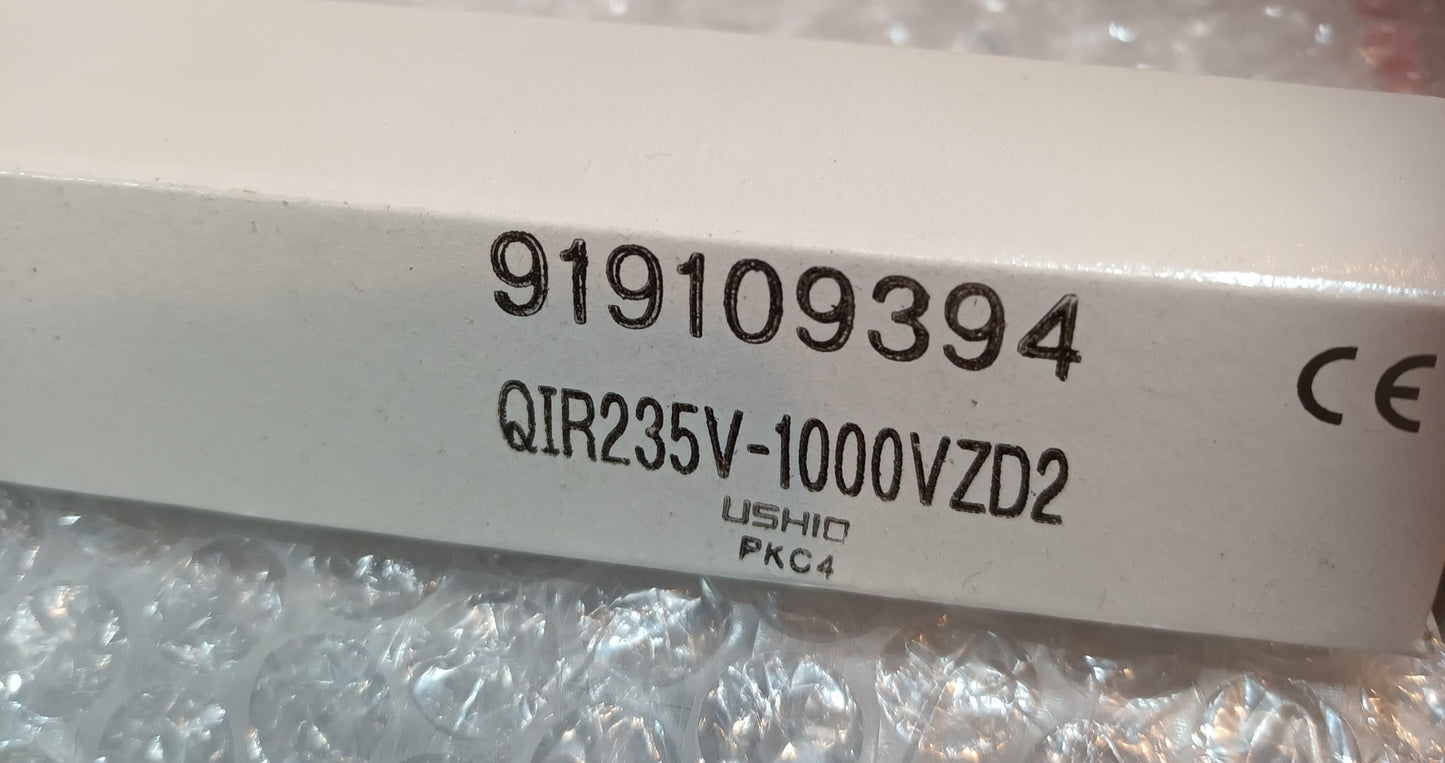 919109394
CE
QIR235V-1000VZD2
USHIO
PKC4